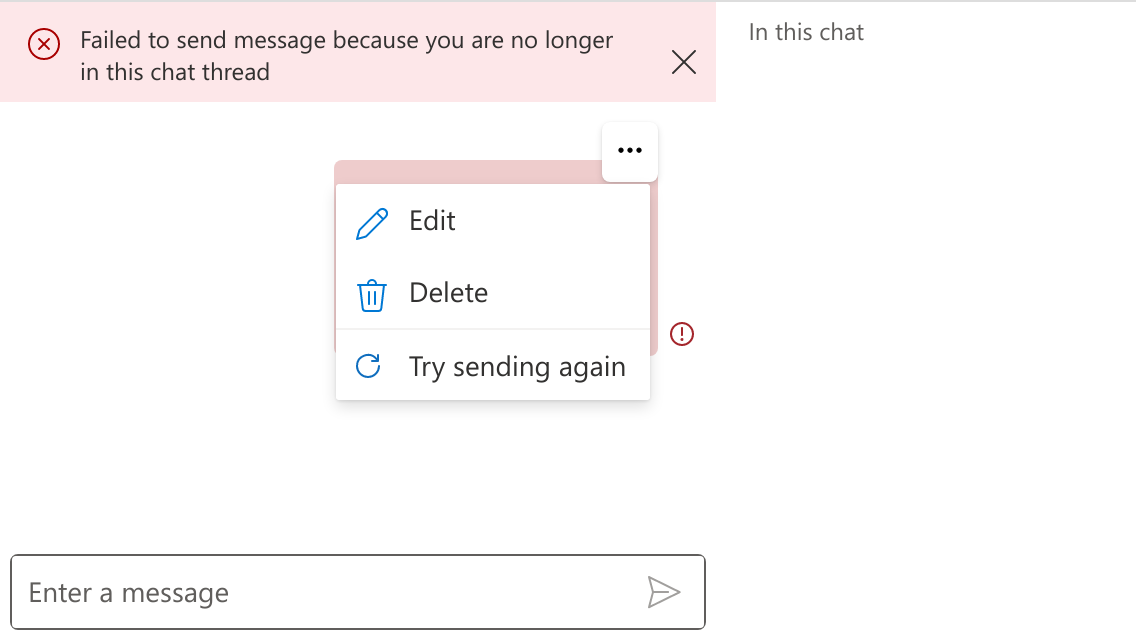 Failed to send message because you are no longer
in this chat thread
In this chat
Edit
Delete
Try sending again
Enter a message